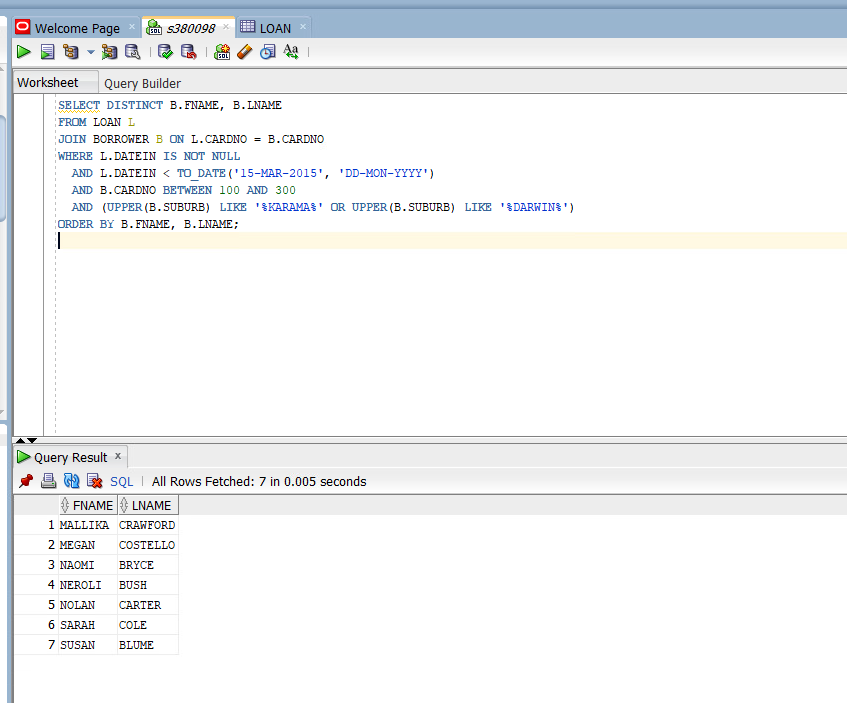 Welcome Page s380098 LOAN
Worksheet Query Builder
SELECT DISTINCT B.FNAME, B.LNAME
FROM LOAN L
JOIN BORROWER B ON L.CARDNO = B.CARDNO
WHERE L.DATEIN IS NOT NULL
AND L.DATEIN < TO_DATE('15-MAR-2015', 'DD-MON-YYYY')
AND B.CARDNO BETWEEN 100 AND 300
AND (UPPER(B.SUBURB) LIKE '%KARAMA%' OR UPPER(B.SUBURB) LIKE '%DARWIN%')
ORDER BY B.FNAME, B.LNAME;
Query Result
SQL All Rows Fetched: 7 in 0.005 seconds
FNAME LNAME
1 MALLIKA CRAWFORD
2 MEGAN COSTELLO
3 NAOMI BRYCE
4 NEROLI BUSH
5 NOLAN CARTER
6 SARAH COLE
7 SUSAN BLUME